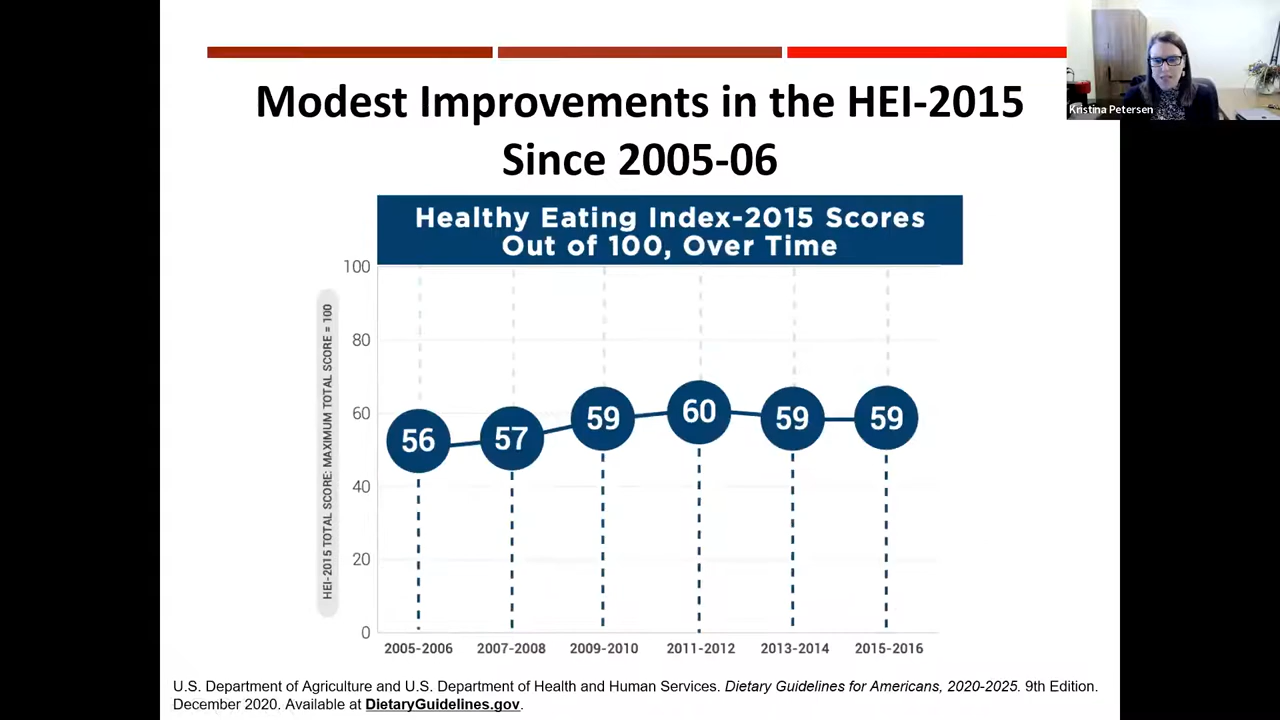 Modest Improvements in the HEI-2015
Since 2005-06
Kristina Petersen
Healthy Eating Index-2015 Scores
Out of 100, Over Time
HEI-2015 TOTAL SCORE: MAXIMUM TOTAL SCORE = 100
100
80
60
40
20
0
56
57
59
60
59
59
2005-2006
2007-2008
2009-2010
2011-2012
2013-2014
2015-2016
U.S. Department of Agriculture and U.S. Department of Health and Human Services. Dietary Guidelines for Americans, 2020-2025. 9th Edition.
December 2020. Available at DietaryGuidelines.gov.